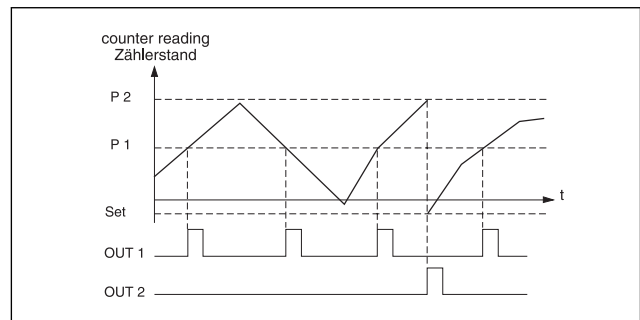 counter reading
Zählerstand
P 2
P 1
t
Set
OUT 1
OUT 2